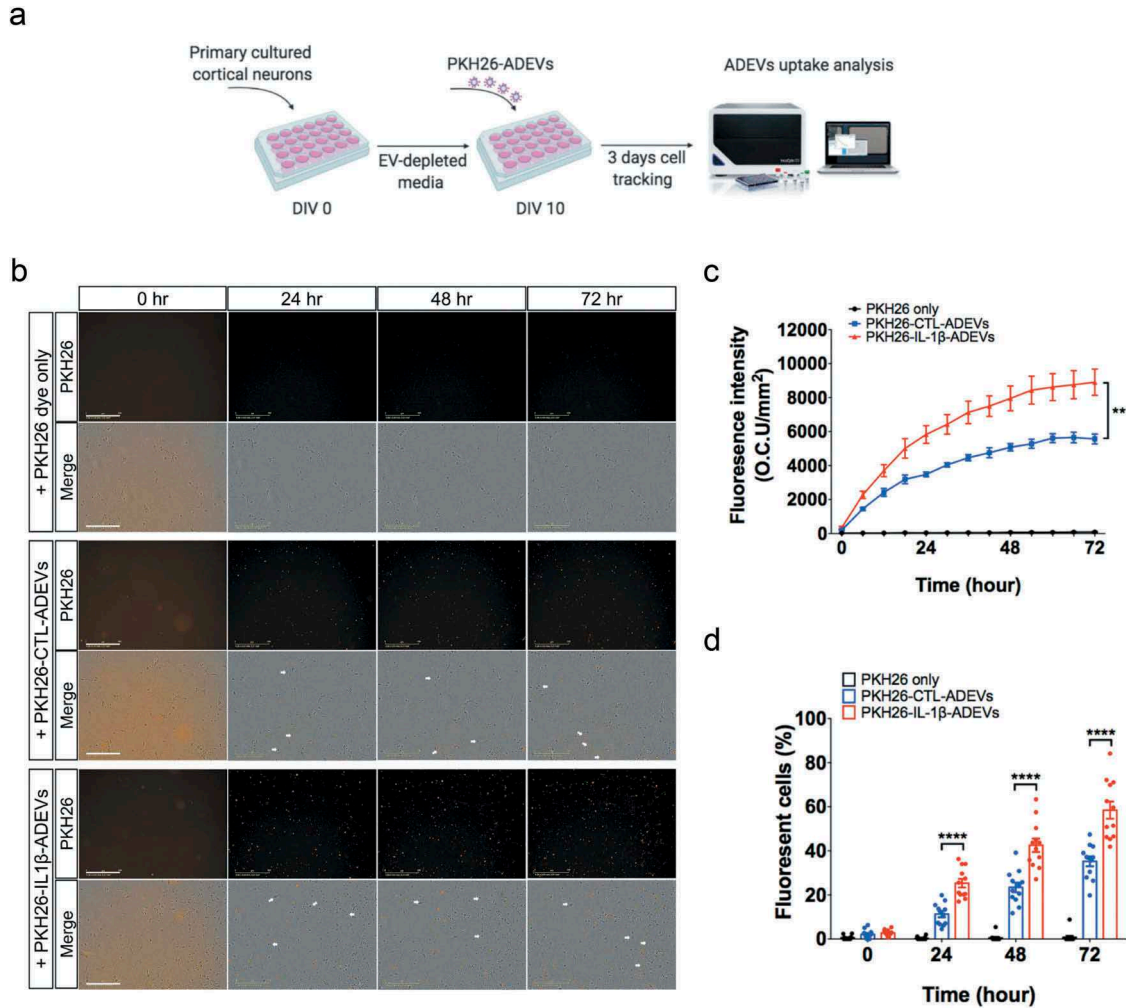 a
Primary cultured
cortical neurons
PKH26-ADEVs
ADEVs uptake analysis
EV-depleted
media
3 days cell
tracking
DIV 0
DIV 10
b
0 hr
24 hr
48 hr
72 hr
+ PKH26 dye only
PKH26
Merge
+ PKH26-CTL-ADEVs
PKH26
Merge
+ PKH26-IL1β-ADEVs
PKH26
Merge
c
PKH26 only
PKH26-CTL-ADEVs
PKH26-IL-1β-ADEVs
Fluoresence intensity
(O.C.U/mm²)
12000
10000
8000
6000
4000
2000
0
**
0
24
48
72
Time (hour)
d
PKH26 only
PKH26-CTL-ADEVs
PKH26-IL-1β-ADEVs
Fluorescent cells (%)
100
80
60
40
20
0
****
****
****
0
24
48
72
Time (hour)